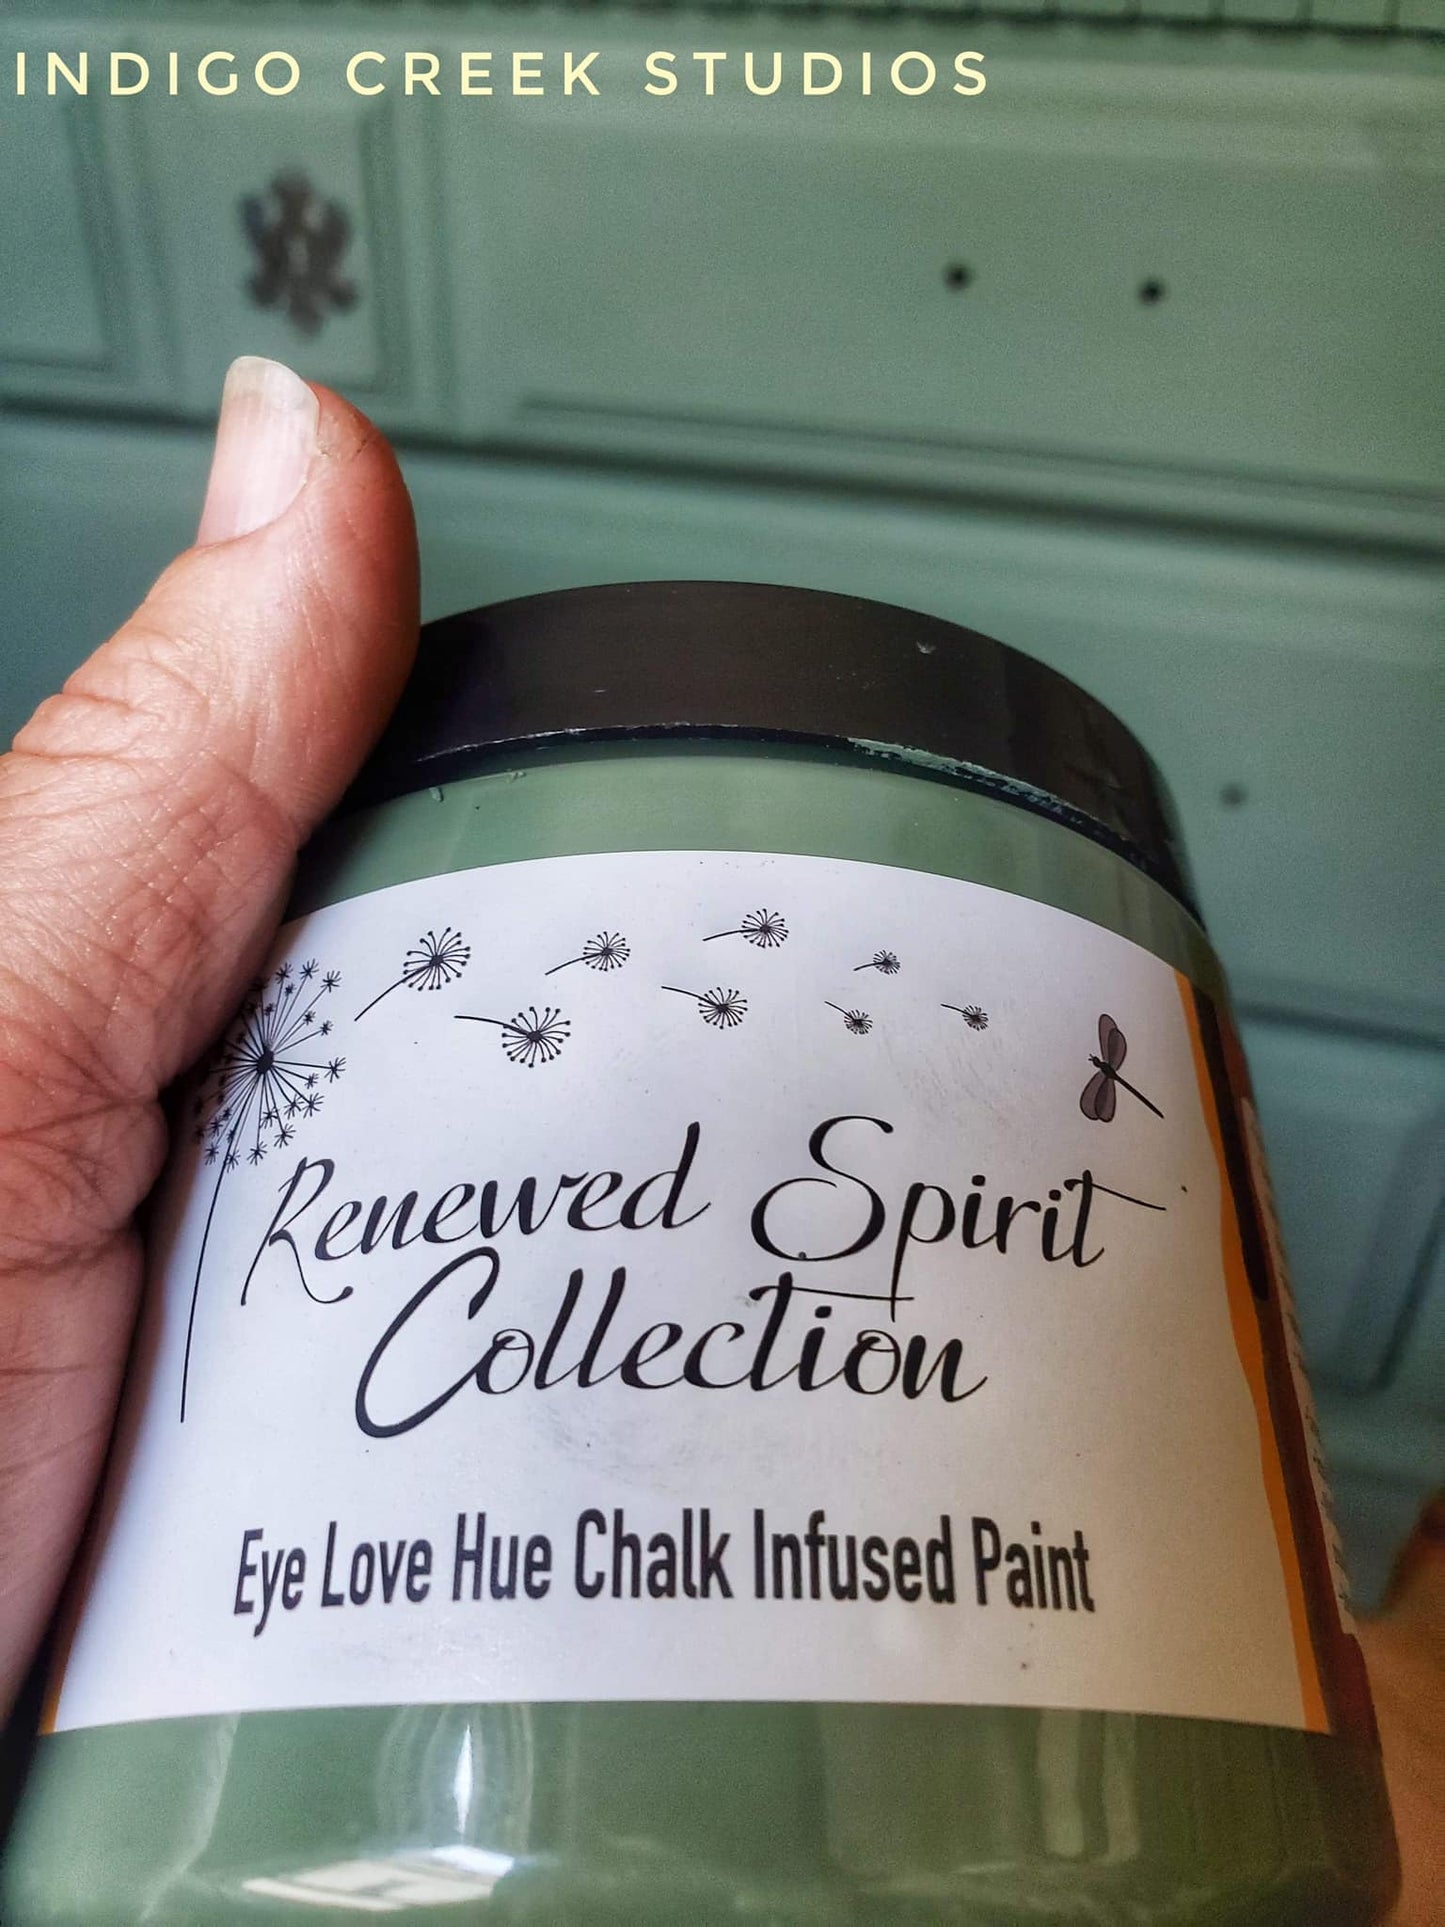 INDIGO CREEK STUDIOS
Renewed Spirit
Collection
Eye Love Hue Chalk Infused Paint